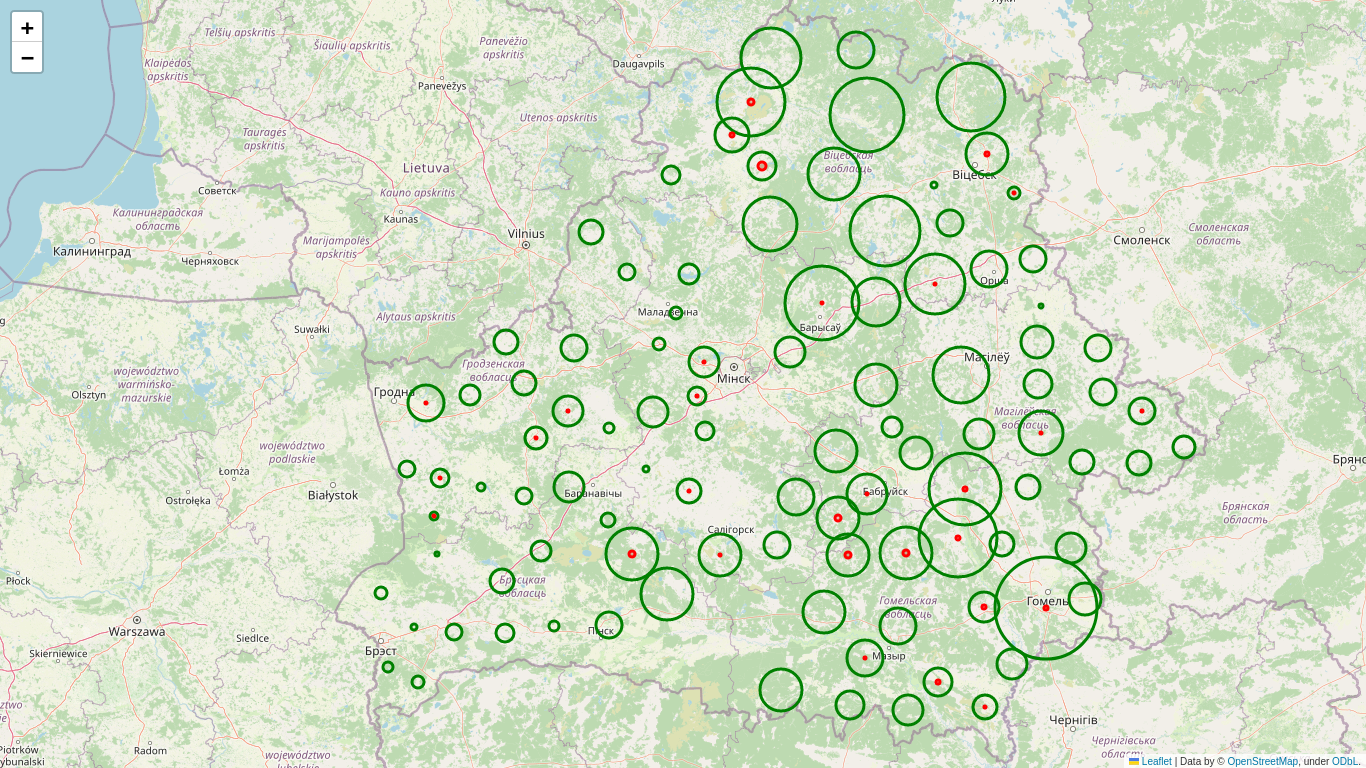 +
−
Telšių apskritis
Šiaulių apskritis
Panevėžio
apskritis
Klaipėdos
apskritis
Panevėžys
Daugavpils
Utenos apskritis
Tauragės
apskritis
Lietuva
Kauno apskritis
Советск
Kaunas
Калининградская
область
Marijampolės
apskritis
Vilnius
Калининград
Черняховск
Alytaus apskritis
Suwałki
Віцебская
вобласць
Віцебск
Смоленск
Смоленская
область
Орша
Маладзечна
Барысаў
Мінск
Магілёў
Магілёўская
вобласць
Гродзенская
вобласць
Гродна
województwo
warmińsko-
mazurskie
Olsztyn
województwo
podlaskie
Łomża
Ostrołęka
Białystok
Баранавічы
Бабруйск
Салігорск
Брянская
область
Płock
Брэсцкая
вобласць
Гомельская
вобласць
Гомель
Warszawa
Siedlce
Skierniewice
Брэст
Пінск
Мазыр
Чернігів
Чернігівська
Radom
województwo
Piotrków
Leaflet | Data by © OpenStreetMap, under ODbL.